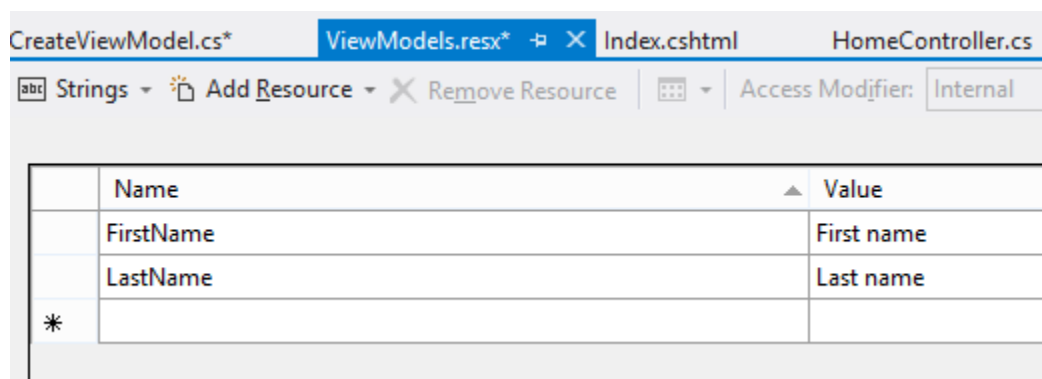 CreateViewModel.cs* ViewModels.resx* Index.cshtml HomeController.cs
abc Strings Add Resource Remove Resource Access Modifier: Internal
Name Value
FirstName First name
LastName Last name